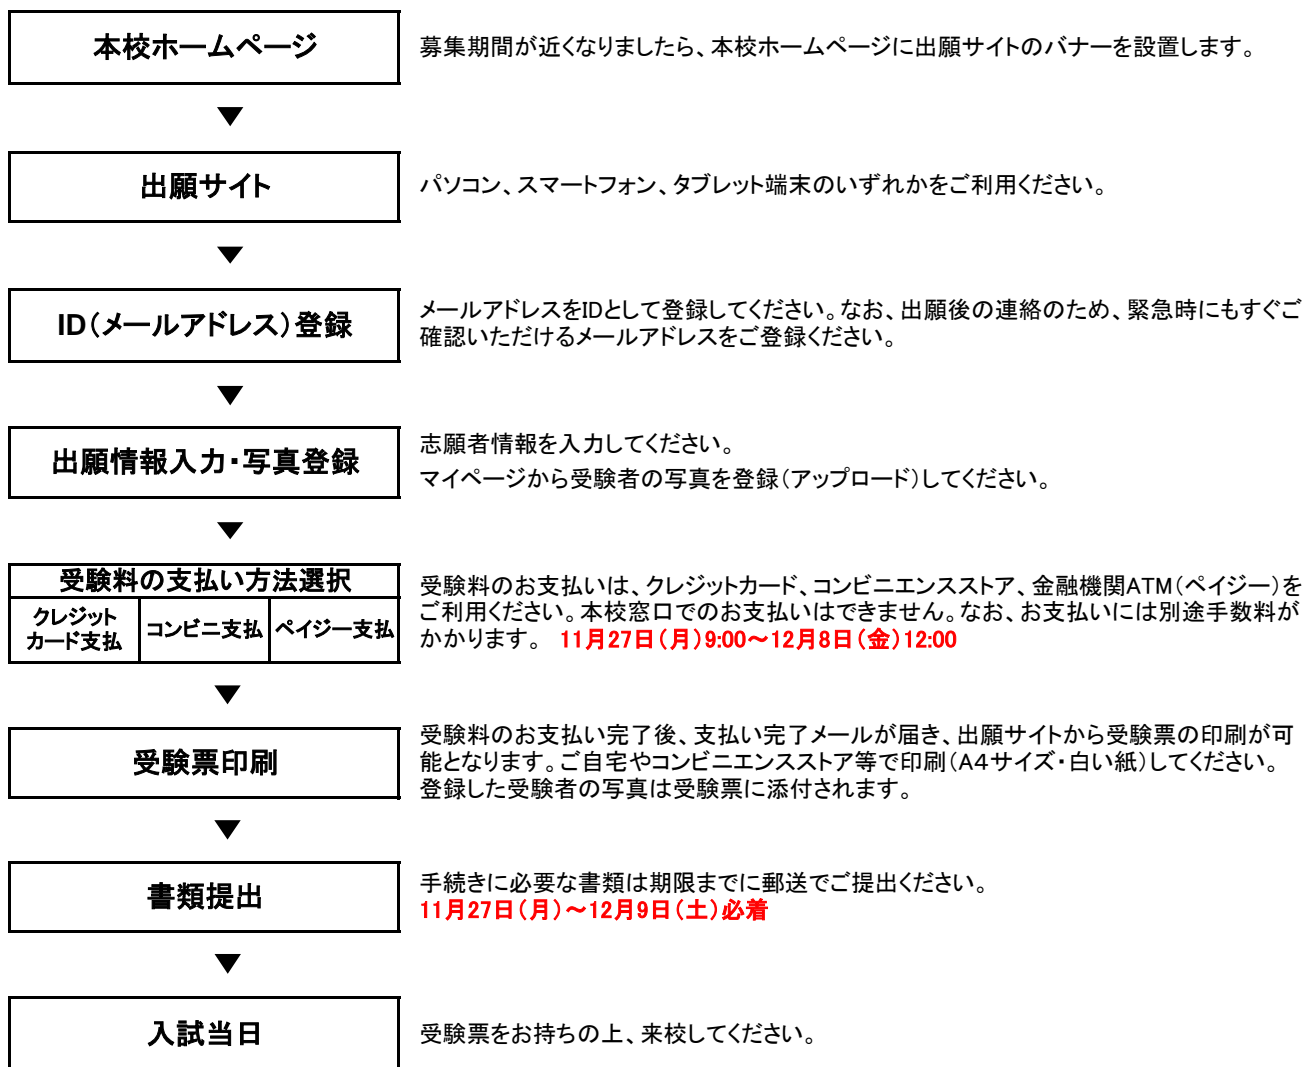 本校ホームページ
募集期間が近くなりましたら、本校ホームページに出願サイトのバナーを設置します。
▼
出願サイト
パソコン、スマートフォン、タブレット端末のいずれかをご利用ください。
▼
ID（メールアドレス）登録
メールアドレスをIDとして登録してください。なお、出願後の連絡のため、緊急時にもすぐご
確認いただけるメールアドレスをご登録ください。
▼
出願情報入力・写真登録
志願者情報を入力してください。
マイページから受験者の写真を登録（アップロード）してください。
▼
受験料の支払い方法選択
クレジット
カード支払
コンビニ支払
ペイジー支払
受験料のお支払いは、クレジットカード、コンビニエンスストア、金融機関ATM（ペイジー）を
ご利用ください。本校窓口でのお支払いはできません。なお、お支払いには別途手数料が
かかります。 11月27日（月）9:00～12月8日（金）12:00
▼
受験票印刷
受験料のお支払い完了後、支払い完了メールが届き、出願サイトから受験票の印刷が可
能となります。ご自宅やコンビニエンスストア等で印刷（A４サイズ・白い紙）してください。
登録した受験者の写真は受験票に添付されます。
▼
書類提出
手続きに必要な書類は期限までに郵送でご提出ください。
11月27日（月）～12月9日（土）必着
▼
入試当日
受験票をお持ちの上、来校してください。